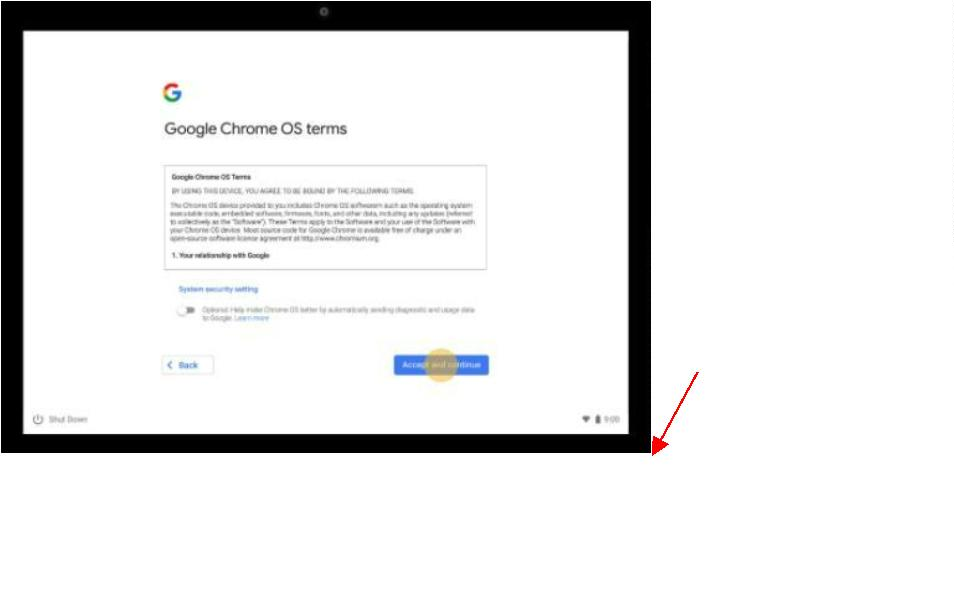 Google Chrome OS terms
Google Chrome OS Terms
BY USING THIS DEVICE, YOU AGREE TO BE BOUND BY THE FOLLOWING TERMS.
The Chrome OS device provided to you includes Chrome OS software such as the operating system
executable code, embedded software, firmware, fonts, and other data, including any updates (referred
to collectively as the "Software"). These Terms apply to the Software and your use of the Software with
your Chrome OS device. Most source code for Google Chrome is available free of charge under an
open-source software license agreement at http://www.chromium.org.
1. Your relationship with Google
System security setting
Optional: Help make Chrome OS better by automatically sending diagnostic and usage data
to Google. Learn more
Back
Accept and continue
Shut Down
9:00